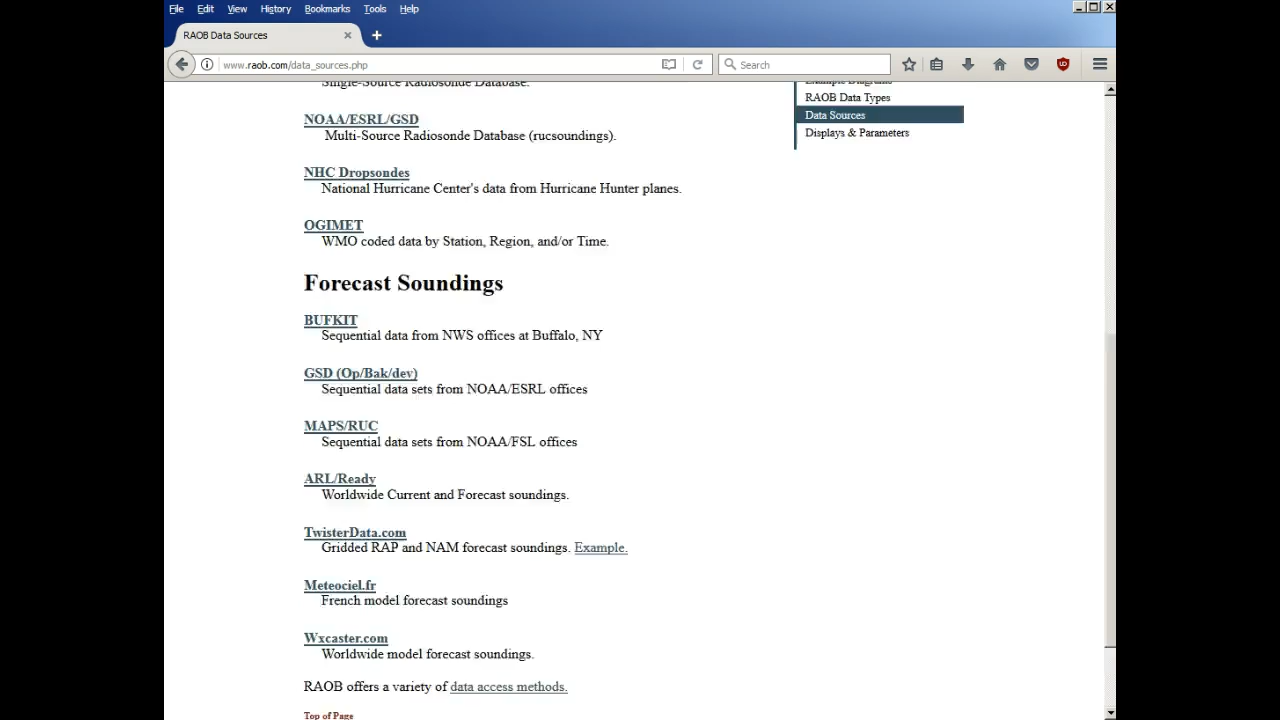 File Edit View History Bookmarks Tools Help
RAOB Data Sources
www.raob.com/data_sources.php
Search
Single-Source Radiosonde Database.
NOAA/ESRL/GSD
Multi-Source Radiosonde Database (rucsoundings).
NHC Dropsondes
National Hurricane Center's data from Hurricane Hunter planes.
OGIMET
WMO coded data by Station, Region, and/or Time.
Forecast Soundings
BUFKIT
Sequential data from NWS offices at Buffalo, NY
GSD (Op/Bak/dev)
Sequential data sets from NOAA/ESRL offices
MAPS/RUC
Sequential data sets from NOAA/FSL offices
ARL/Ready
Worldwide Current and Forecast soundings.
TwisterData.com
Gridded RAP and NAM forecast soundings. Example.
Meteociel.fr
French model forecast soundings
Wxcaster.com
Worldwide model forecast soundings.
RAOB offers a variety of data access methods.
Top of Page
Example Diagrams
RAOB Data Types
Data Sources
Displays & Parameters